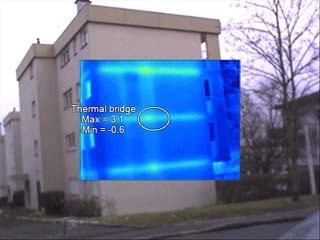 Thermal bridge
Max = 3.1
Min = -0.6